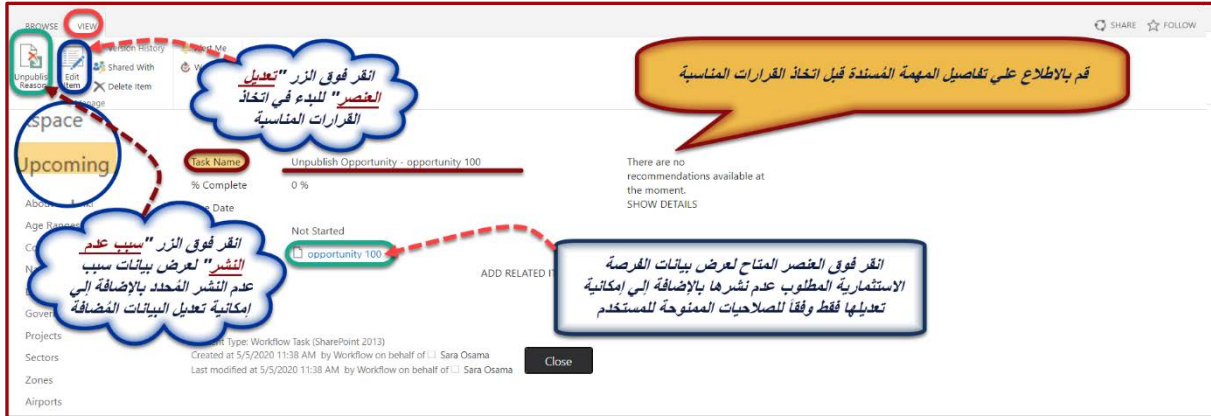 BROWSE VIEW
SHARE FOLLOW
Version History
Unpublish Reason
Edit Item
Shared With
Delete Item
Manage
Alert Me
انقر فوق الزر "تعديل
العنصر" للبدء في اتخاذ
القرارات المناسبة
قم بالاطلاع علي تفاصيل المهمة المُسندة قبل اتخاذ القرارات المناسبة
Upcoming
Task Name
Unpublish Opportunity - opportunity 100
% Complete
0 %
There are no
recommendations available at
the moment.
SHOW DETAILS
Date
Age Ranges
Not Started
opportunity 100
ADD RELATED
انقر فوق الزر "سبب عدم
النشر" لعرض بيانات سبب
عدم النشر المُحدد بالإضافة إلي
إمكانية تعديل البيانات المُضافة
انقر فوق العنصر المتاح لعرض بيانات الفرصة
الاستثمارية المطلوب عدم نشرها بالإضافة إلي إمكانية
تعديلها فقط وفقاً للصلاحيات الممنوحة للمستخدم
Projects
Sectors
Zones
Airports
Type: Workflow Task (SharePoint 2013)
Created at 5/5/2020 11:38 AM by Workflow on behalf of Sara Osama
Last modified at 5/5/2020 11:38 AM by Workflow on behalf of Sara Osama
Close